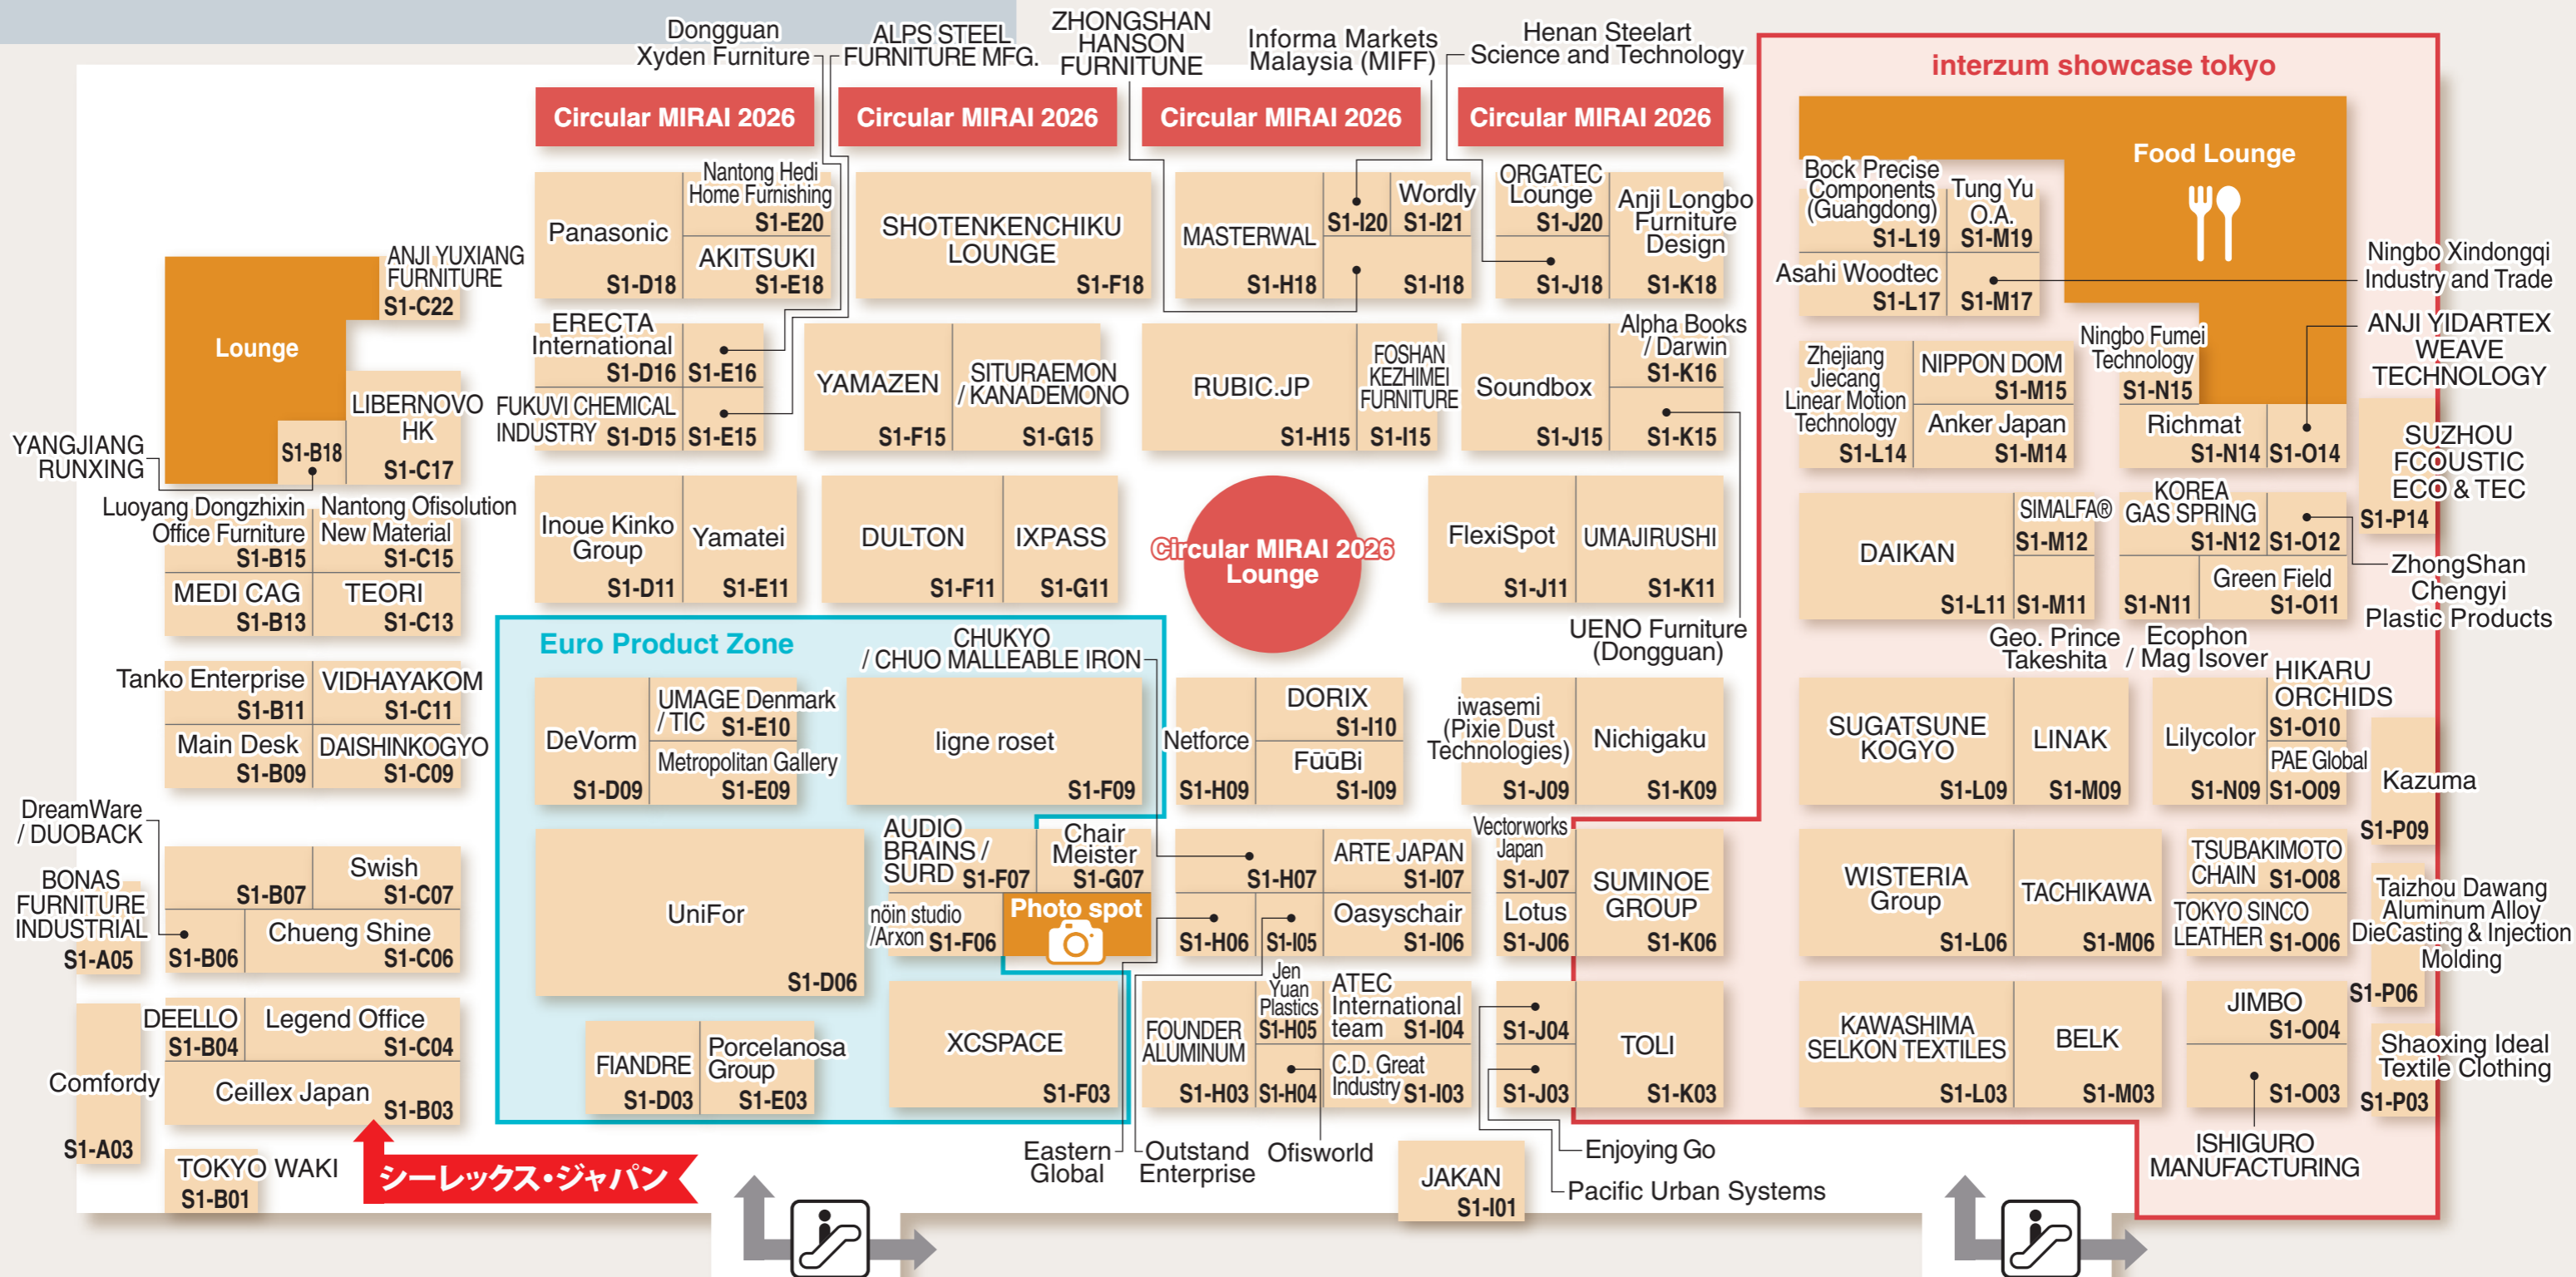 Dongguan
Xyden Furniture
ALPS STEEL
FURNITURE MFG.
ZHONGSHAN
HANSON
FURNITUNE
Informa Markets
Malaysia (MIFF)
Henan Steelart
Science and Technology
interzum showcase tokyo
Circular MIRAI 2026
Circular MIRAI 2026
Circular MIRAI 2026
Circular MIRAI 2026
Food Lounge
Panasonic
S1-D18
Nantong Hedi
Home Furnishing
S1-E20
AKITSUKI
S1-E18
SHOTENKENCHIKU
LOUNGE
S1-F18
MASTERWAL
S1-H18
S1-I20
Wordly
S1-I21
S1-I18
ORGATEC
Lounge
S1-J20
S1-J18
Anji Longbo
Furniture
Design
S1-K18
Bock Precise
Components
(Guangdong)
S1-L19
Tung Yu
O.A.
S1-M19
Asahi Woodtec
S1-L17
S1-M17
Ningbo Xindongqi
Industry and Trade
Lounge
ANJI YUXIANG
FURNITURE
S1-C22
ERECTA
International
S1-D16
S1-E16
FUKUVI CHEMICAL
INDUSTRY
S1-D15
S1-E15
YAMAZEN
S1-F15
SITURAEMON
/ KANADEMONO
S1-G15
RUBIC.JP
S1-H15
FOSHAN
KEZHIMEI
FURNITURE
S1-I15
Soundbox
S1-J15
Alpha Books
/ Darwin
S1-K16
S1-K15
Zhejiang
Jiecang
Linear Motion
Technology
S1-L14
NIPPON DOM
S1-M15
Anker Japan
S1-M14
Ningbo Fumei
Technology
S1-N15
Richmat
S1-N14
S1-O14
ANJI YIDARTEX
WEAVE
TECHNOLOGY
SUZHOU
FCOUSTIC
ECO & TEC
S1-P14
YANGJIANG
RUNXING
S1-B18
LIBERNOVO
HK
S1-C17
Luoyang Dongzhixin
Office Furniture
S1-B15
Nantong Ofisolution
New Material
S1-C15
MEDI CAG
S1-B13
TEORI
S1-C13
Inoue Kinko
Group
S1-D11
Yamatei
S1-E11
DULTON
S1-F11
IXPASS
S1-G11
Circular MIRAI 2026
Lounge
FlexiSpot
S1-J11
UMAJIRUSHI
S1-K11
UENO Furniture
(Dongguan)
DAIKAN
S1-L11
SIMALFA®
S1-M12
S1-M11
Geo. Prince
Takeshita
KOREA
GAS SPRING
S1-N12
S1-O12
S1-N11
Green Field
S1-O11
Ecophon
/ Mag Isover
ZhongShan
Chengyi
Plastic Products
Tanko Enterprise
S1-B11
VIDHAYAKOM
S1-C11
Main Desk
S1-B09
DAISHINKOGYO
S1-C09
Euro Product Zone
CHUKYO
/ CHUO MALLEABLE IRON
DeVorm
S1-D09
UMAGE Denmark
/ TIC
S1-E10
Metropolitan Gallery
S1-E09
ligne roset
S1-F09
Netforce
S1-H09
DORIX
S1-I10
FūūBi
S1-I09
iwasemi
(Pixie Dust
Technologies)
S1-J09
Nichigaku
S1-K09
SUGATSUNE
KOGYO
S1-L09
LINAK
S1-M09
Lilycolor
S1-N09
HIKARU
ORCHIDS
S1-O10
PAE Global
S1-O09
Kazuma
S1-P09
DreamWare
/ DUOBACK
BONAS
FURNITURE
INDUSTRIAL
S1-A05
S1-B07
Swish
S1-C07
S1-B06
Chueng Shine
S1-C06
UniFor
S1-D06
AUDIO
BRAINS /
SURD
S1-F07
Chair
Meister
S1-G07
nöin studio
/Arxon
S1-F06
Photo spot
S1-H07
ARTE JAPAN
S1-I07
S1-H06
S1-I05
Oasyschair
S1-I06
Vectorworks
Japan
S1-J07
Lotus
S1-J06
SUMINOE
GROUP
S1-K06
WISTERIA
Group
S1-L06
TACHIKAWA
S1-M06
TSUBAKIMOTO
CHAIN
S1-O08
TOKYO SINCO
LEATHER
S1-O06
Taizhou Dawang
Aluminum Alloy
DieCasting & Injection
Molding
S1-P06
Comfordy
S1-A03
DEELLO
S1-B04
Legend Office
S1-C04
Ceillex Japan
S1-B03
FIANDRE
S1-D03
Porcelanosa
Group
S1-E03
XCSPACE
S1-F03
FOUNDER
ALUMINUM
S1-H03
Jen
Yuan
Plastics
S1-H05
S1-H04
ATEC
International
team
S1-I04
C.D. Great
Industry
S1-I03
S1-J04
S1-J03
TOLI
S1-K03
KAWASHIMA
SELKON TEXTILES
S1-L03
BELK
S1-M03
JIMBO
S1-O04
S1-O03
Shaoxing Ideal
Textile Clothing
S1-P03
TOKYO WAKI
S1-B01
シーレックス・ジャパン
Eastern
Global
Outstand
Enterprise
Ofisworld
JAKAN
S1-I01
Enjoying Go
Pacific Urban Systems
ISHIGURO
MANUFACTURING